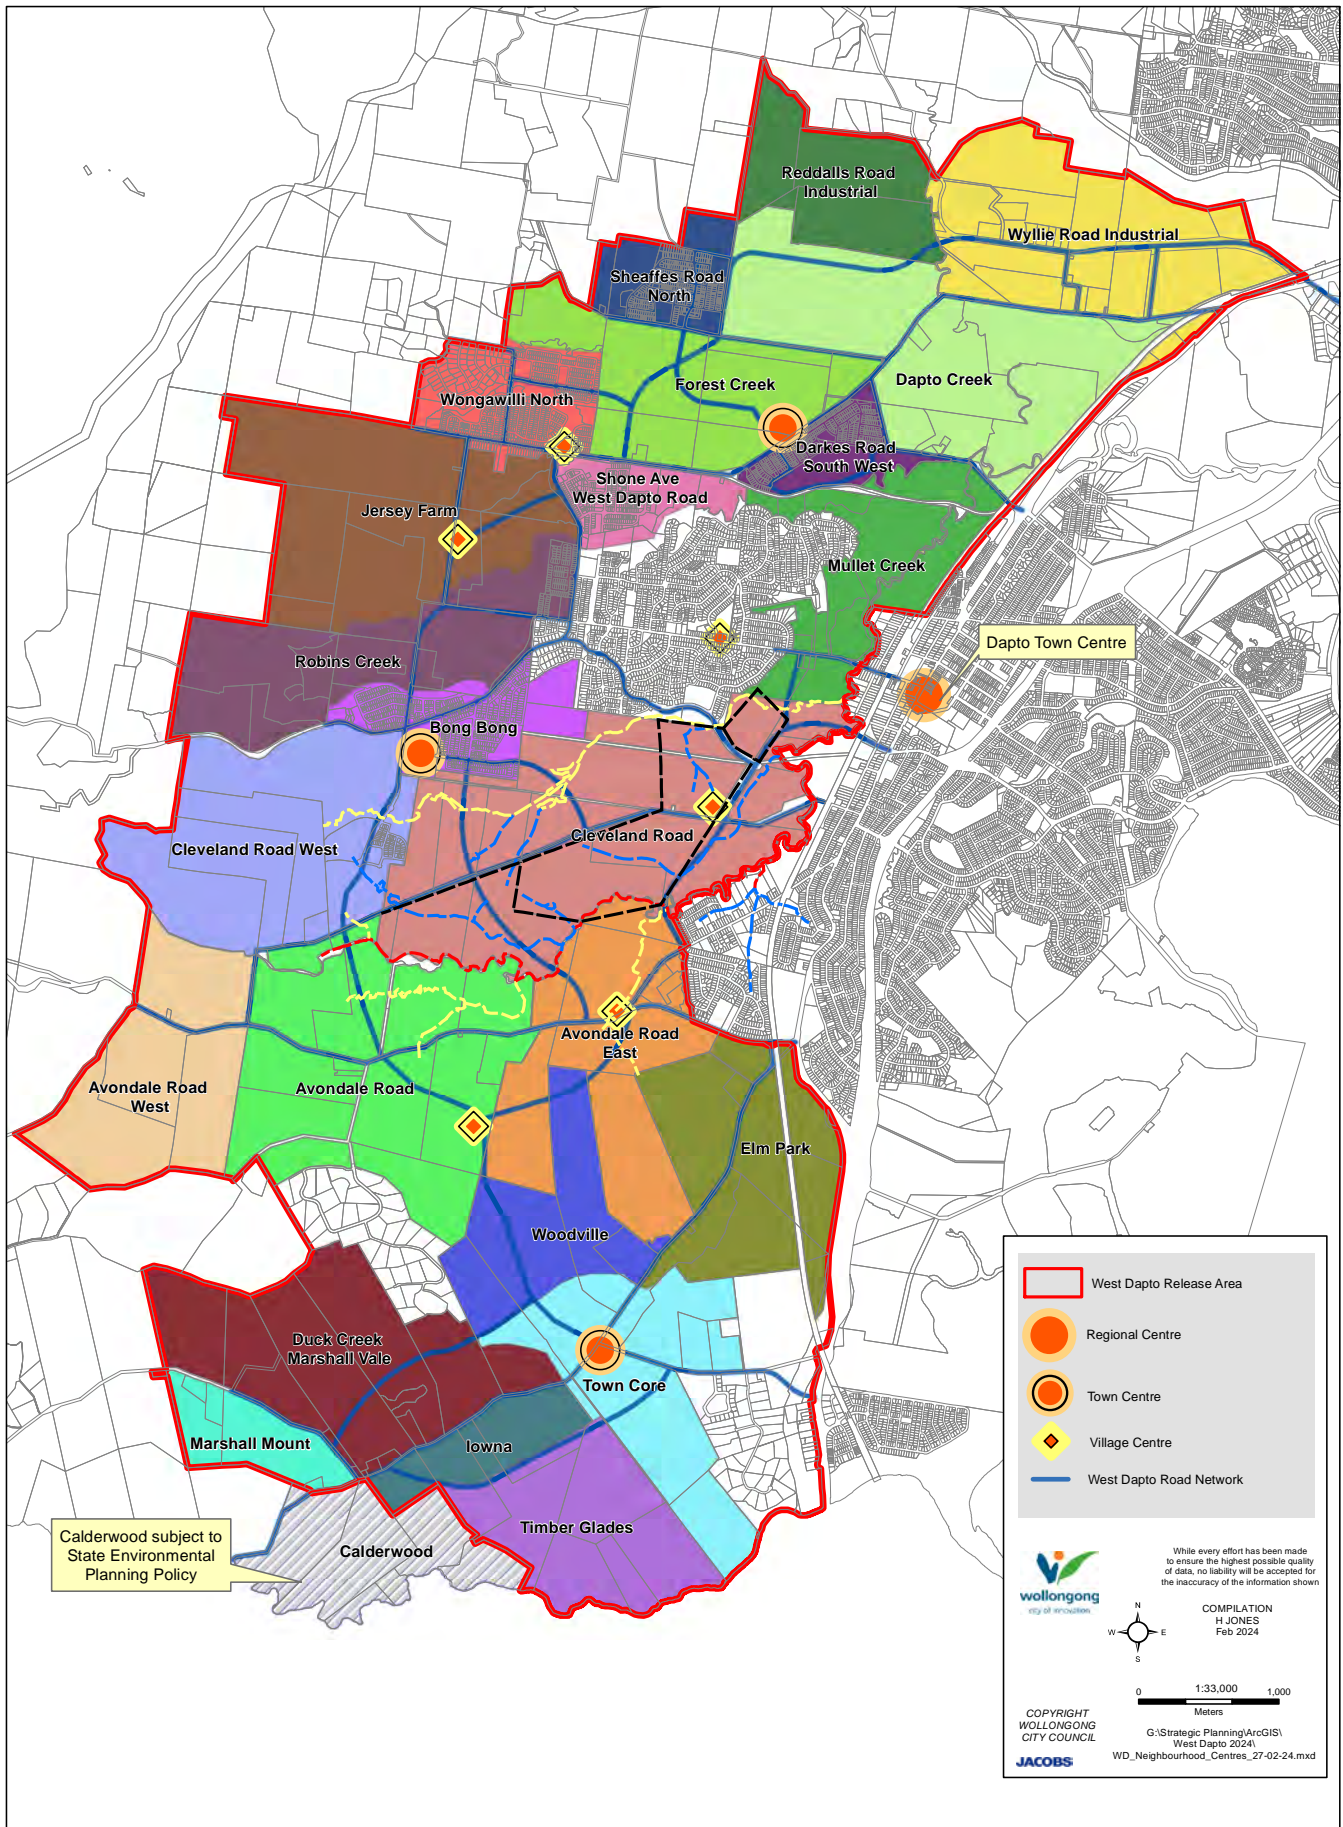 Reddalls Road
Industrial
Wyllie Road Industrial
Sheaffes Road
North
Forest Creek
Dapto Creek
Wongawilli North
Darkes Road
South West
Shone Ave
West Dapto Road
Jersey Farm
Mullet Creek
Dapto Town Centre
Robins Creek
Bong Bong
Cleveland Road
Cleveland Road West
Avondale Road
East
Avondale Road
West
Avondale Road
Elm Park
Woodville
Duck Creek
Marshall Vale
Town Core
Marshall Mount
Iowna
Timber Glades
Calderwood
Calderwood subject to
State Environmental
Planning Policy
West Dapto Release Area
Regional Centre
Town Centre
Village Centre
West Dapto Road Network
wollongong
city of innovation
While every effort has been made
to ensure the highest possible quality
of data, no liability will be accepted for
the inaccuracy of the information shown
N
W E
S
COMPILATION
H JONES
Feb 2024
0 1:33,000 1,000
Meters
COPYRIGHT
WOLLONGONG
CITY COUNCIL
G:\Strategic Planning\ArcGIS\
West Dapto 2024\
WD_Neighbourhood_Centres_27-02-24.mxd
JACOBS